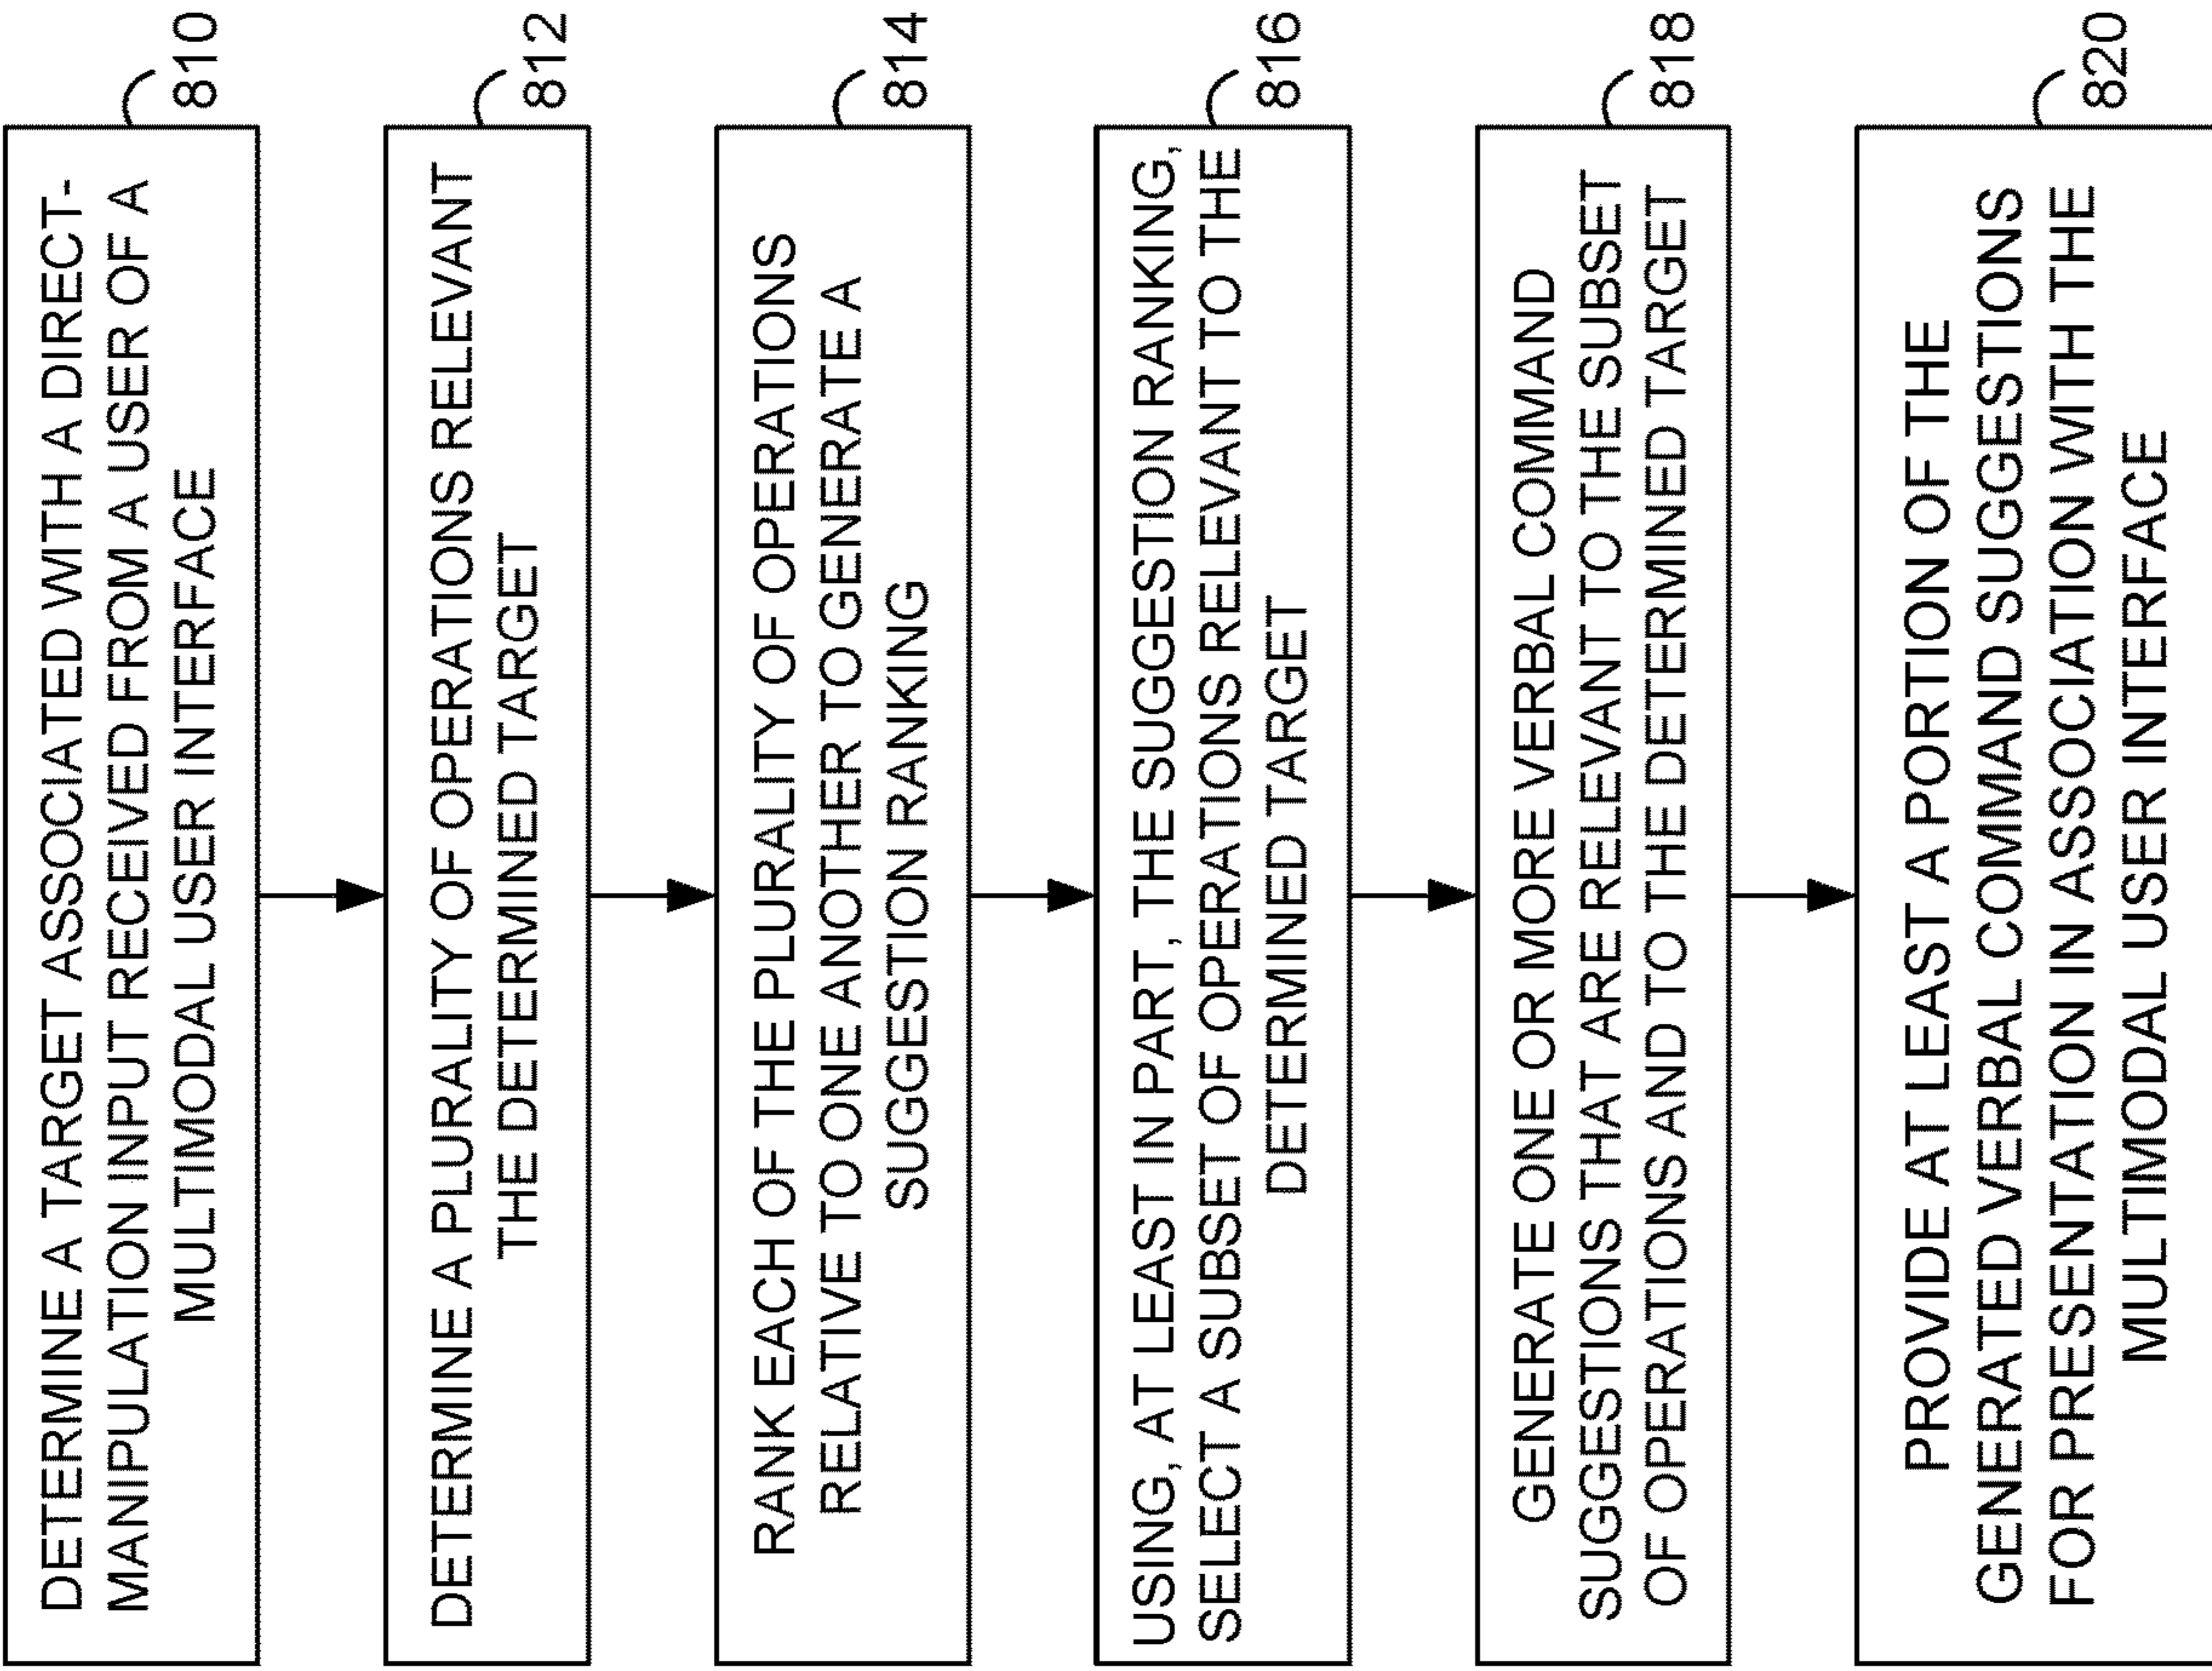 DETERMINE A TARGET ASSOCIATED WITH A DIRECT-
MANIPULATION INPUT RECEIVED FROM A USER OF A
MULTIMODAL USER INTERFACE
810
DETERMINE A PLURALITY OF OPERATIONS RELEVANT
THE DETERMINED TARGET
812
RANK EACH OF THE PLURALITY OF OPERATIONS
RELATIVE TO ONE ANOTHER TO GENERATE A
SUGGESTION RANKING
814
USING, AT LEAST IN PART, THE SUGGESTION RANKING,
SELECT A SUBSET OF OPERATIONS RELEVANT TO THE
DETERMINED TARGET
816
GENERATE ONE OR MORE VERBAL COMMAND
SUGGESTIONS THAT ARE RELEVANT TO THE SUBSET
OF OPERATIONS AND TO THE DETERMINED TARGET
818
PROVIDE AT LEAST A PORTION OF THE
GENERATED VERBAL COMMAND SUGGESTIONS
FOR PRESENTATION IN ASSOCIATION WITH THE
MULTIMODAL USER INTERFACE
820